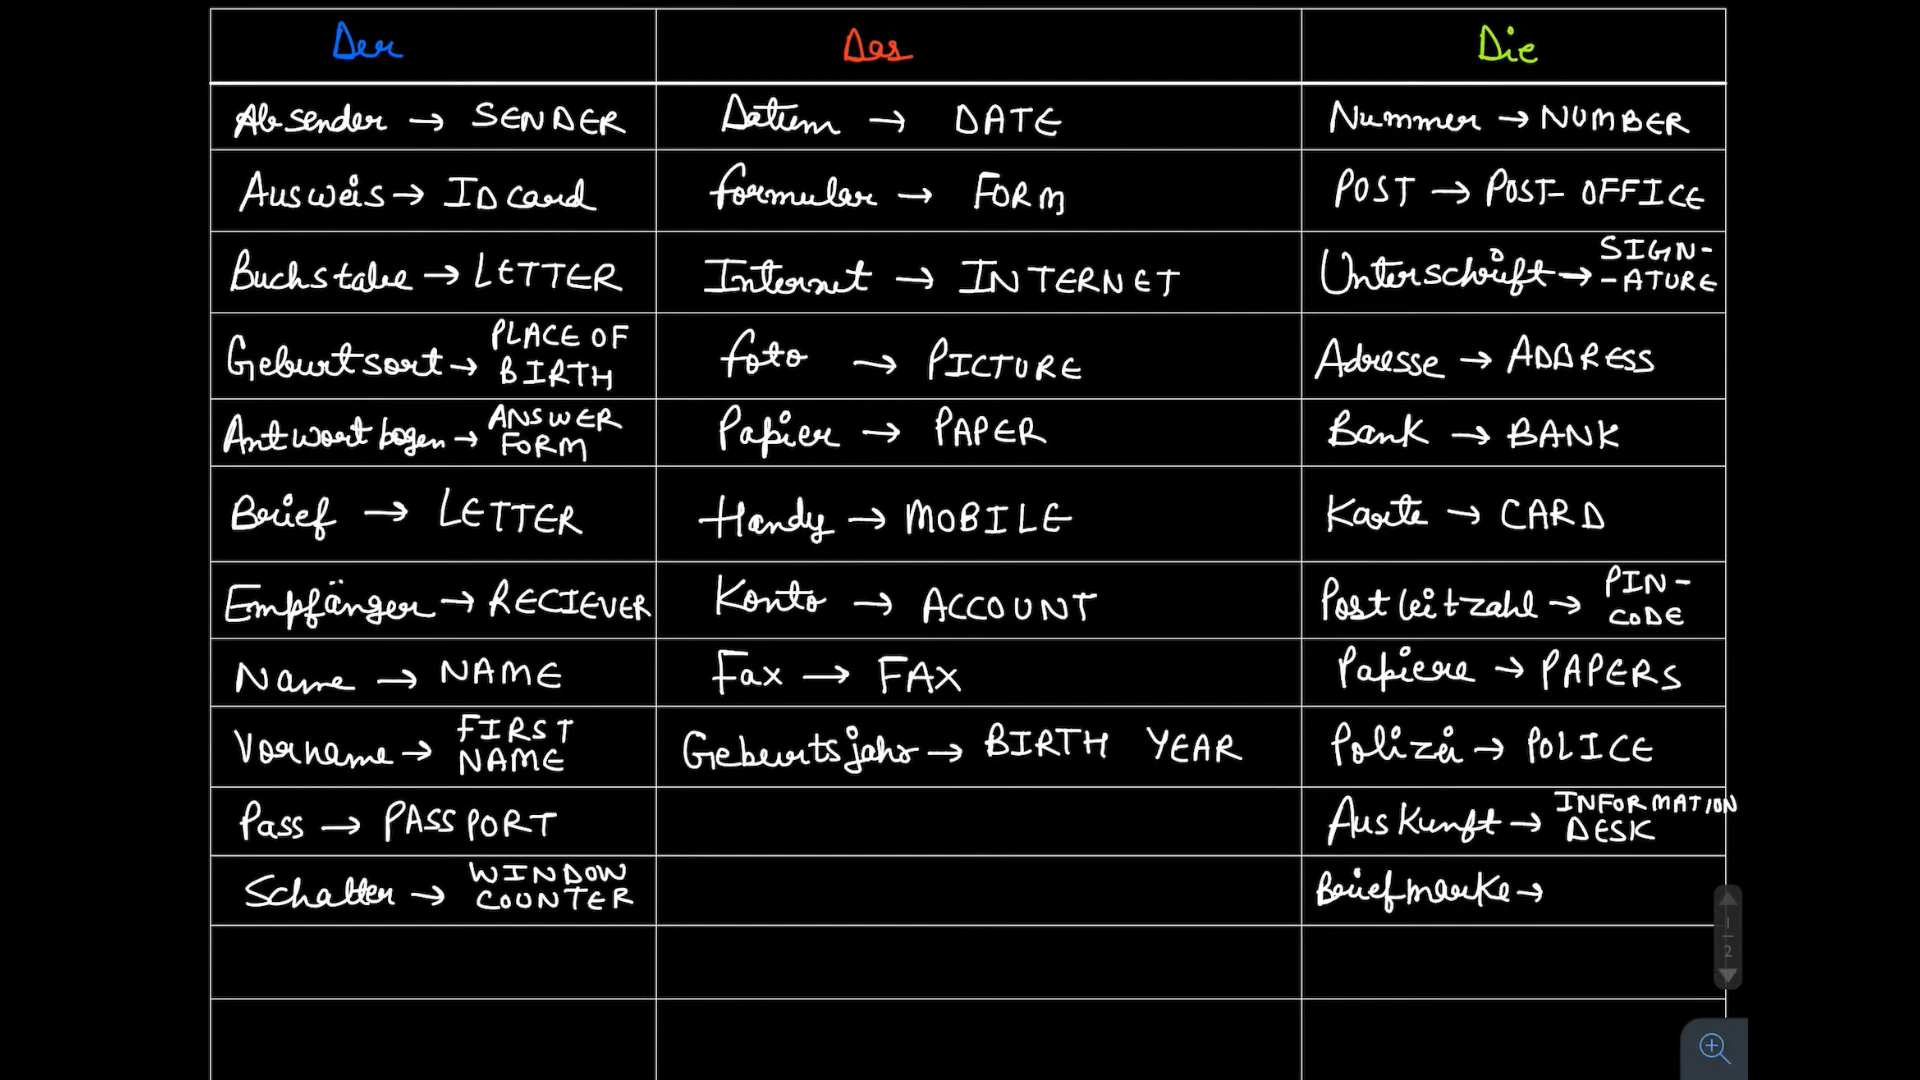 Der Das Die
Absender → SENDER Datum → DATE Nummer → NUMBER
Ausweis → ID card formular → FORM POST → POST-OFFICE
Buchstabe → LETTER Internet → INTERNET Unterschrift → SIGN-
-ATURE
Geburtsort → PLACE OF
BIRTH foto → PICTURE Adresse → ADDRESS
Antwortbogen → ANSWER
FORM Papier → PAPER Bank → BANK
Brief → LETTER Handy → MOBILE Karte → CARD
Empfänger → RECIEVER Konto → ACCOUNT Postleitzahl → PIN-
CODE
Name → NAME Fax → FAX Papiere → PAPERS
Vorname → FIRST
NAME Geburtsjahr → BIRTH YEAR Polizei → POLICE
Pass → PASSPORT Auskunft → INFORMATION
DESK
Schalter → WINDOW
COUNTER Briefmarke →
1
2